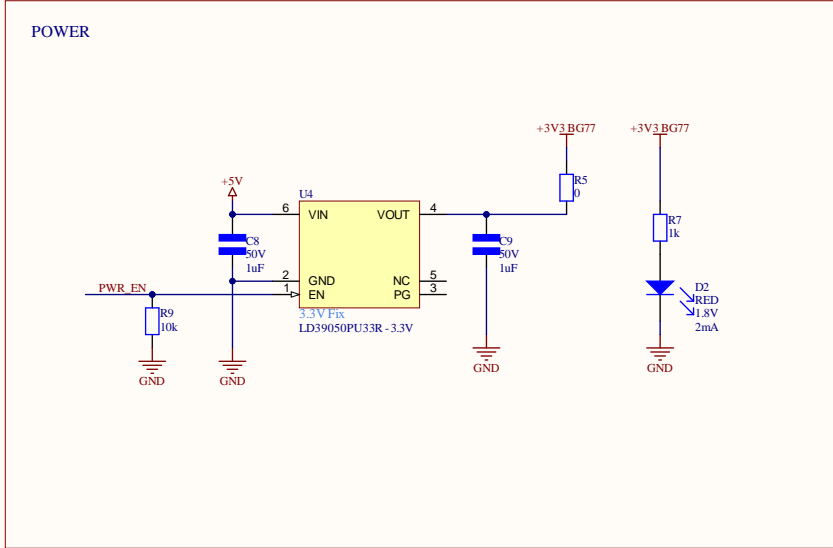 POWER
+3V3 BG77
+3V3 BG77
R5
0
+5V
U4
6
VIN
VOUT
4
R7
1k
C8
50V
1uF
C9
50V
1uF
2
GND
NC
5
PWR_EN
1
EN
PG
3
D2
RED
1.8V
2mA
R9
10k
3.3V Fix
LD39050PU33R - 3.3V
GND
GND
GND
GND